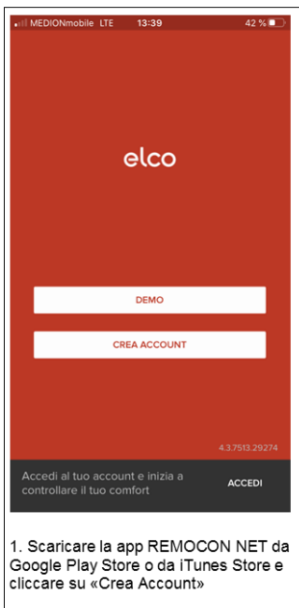 MEDIONmobile LTE 13:39 42 %
elco
DEMO
CREA ACCOUNT
4.3.7513.29274
Accedi al tuo account e inizia a
controllare il tuo comfort
ACCEDI
1. Scaricare la app REMOCON NET da
Google Play Store o da iTunes Store e
cliccare su «Crea Account»